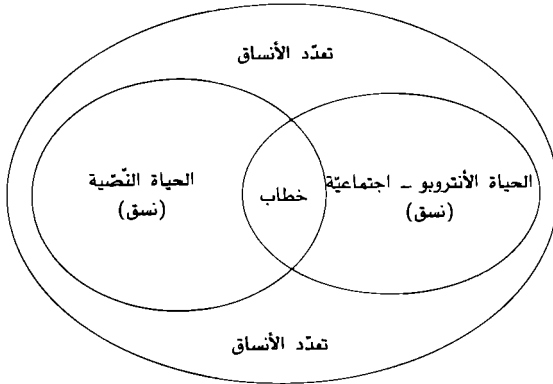 تعدّد الأنساق
الحياة الأنتروبو – اجتماعيّة
(نسق)
خطاب
الحياة النّصّية
(نسق)
تعدّد الأنساق